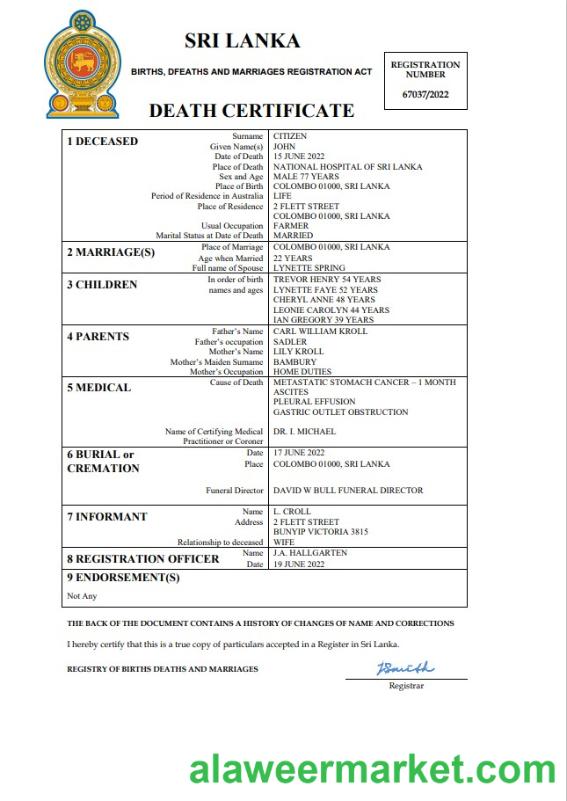 SRI LANKA
BIRTHS, DFEATHS AND MARRIAGES REGISTRATION ACT
REGISTRATION
NUMBER
67037/2022
DEATH CERTIFICATE
1 DECEASED
Surname CITIZEN
Given Name(s) JOHN
Date of Death 15 JUNE 2022
Place of Death NATIONAL HOSPITAL OF SRI LANKA
Sex and Age MALE 77 YEARS
Place of Birth COLOMBO 01000, SRI LANKA
Period of Residence in Australia LIFE
Place of Residence 2 FLETT STREET
COLOMBO 01000, SRI LANKA
Usual Occupation FARMER
Marital Status at Date of Death MARRIED
2 MARRIAGE(S)
Place of Marriage COLOMBO 01000, SRI LANKA
Age when Married 22 YEARS
Full name of Spouse LYNETTE SPRING
3 CHILDREN
In order of birth TREVOR HENRY 54 YEARS
names and ages LYNETTE FAYE 52 YEARS
CHERYL ANNE 48 YEARS
LEONIE CAROLYN 44 YEARS
IAN GREGORY 39 YEARS
4 PARENTS
Father's Name CARL WILLIAM KROLL
Father's occupation SADLER
Mother's Name LILY KROLL
Mother's Maiden Surname BAMBURY
Mother's Occupation HOME DUTIES
5 MEDICAL
Cause of Death METASTATIC STOMACH CANCER – 1 MONTH
ASCITES
PLEURAL EFFUSION
GASTRIC OUTLET OBSTRUCTION
Name of Certifying Medical DR. I. MICHAEL
Practitioner or Coroner
6 BURIAL or
CREMATION
Date 17 JUNE 2022
Place COLOMBO 01000, SRI LANKA
Funeral Director DAVID W BULL FUNERAL DIRECTOR
7 INFORMANT
Name L. CROLL
Address 2 FLETT STREET
BUNYIP VICTORIA 3815
Relationship to deceased WIFE
8 REGISTRATION OFFICER
Name J.A. HALLGARTEN
Date 19 JUNE 2022
9 ENDORSEMENT(S)
Not Any
THE BACK OF THE DOCUMENT CONTAINS A HISTORY OF CHANGES OF NAME AND CORRECTIONS
I hereby certify that this is a true copy of particulars accepted in a Register in Sri Lanka.
REGISTRY OF BIRTHS DEATHS AND MARRIAGES
Registrar
alaweermarket.com